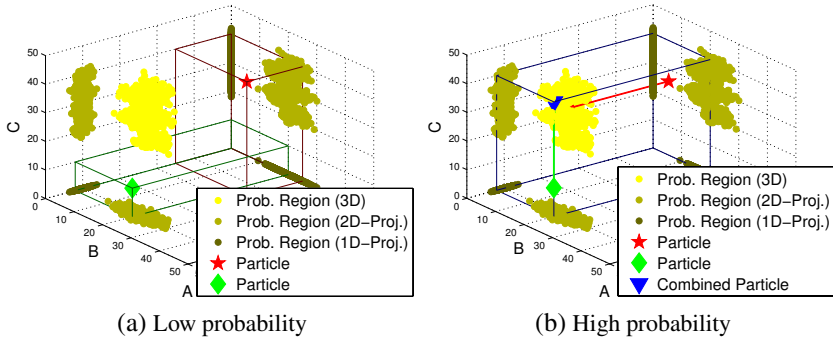 50
40
30
20
10
0
C
0
10
20
30
40
50
B
A
Prob. Region (3D)
Prob. Region (2D−Proj.)
Prob. Region (1D−Proj.)
Particle
Particle
(a) Low probability
50
40
30
20
10
0
C
0
10
20
30
40
50
B
A
Prob. Region (3D)
Prob. Region (2D−Proj.)
Prob. Region (1D−Proj.)
Particle
Particle
Combined Particle
(b) High probability